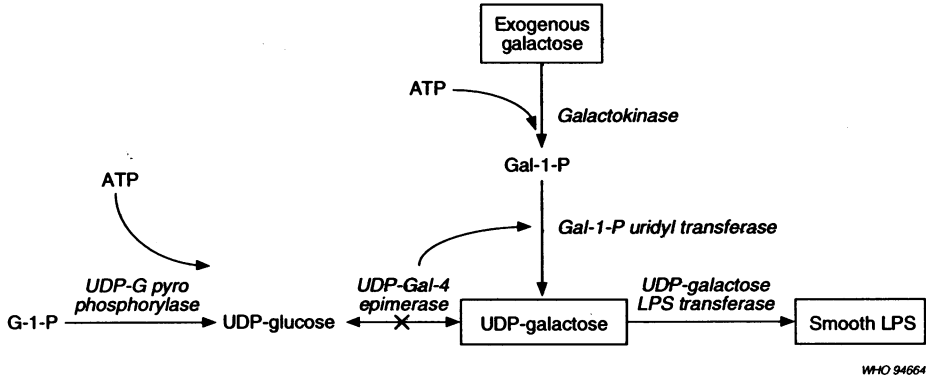 Exogenous
galactose
ATP
Galactokinase
Gal-1-P
ATP
Gal-1-P uridyl transferase
UDP-G pyro
phosphorylase
UDP-Gal-4
epimerase
UDP-galactose
LPS transferase
G-1-P
UDP-glucose
UDP-galactose
Smooth LPS
WHO 94664